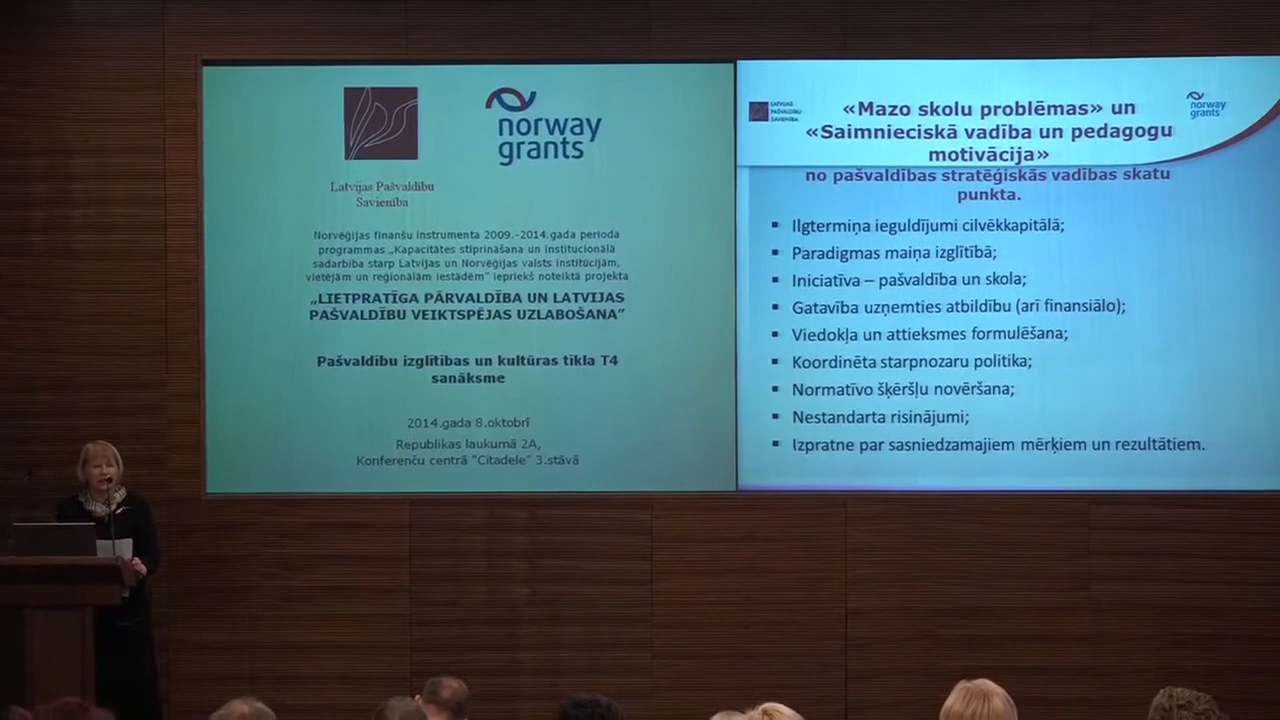 norway
grants
Latvijas Pašvaldību
Savienība
Norvēģijas finanšu instrumenta 2009.-2014.gada perioda
programmas „Kapacitātes stiprināšana un institucionālā
sadarbība starp Latvijas un Norvēģijas valsts institūcijām,
vietējām un reģionālām iestādēm” iepriekš noteiktā projekta
„LIETPRATĪGA PĀRVALDĪBA UN LATVIJAS
PAŠVALDĪBU VEIKTSPĒJAS UZLABOŠANA”
Pašvaldību izglītības un kultūras tīkla T4
sanāksme
2014.gada 8.oktobrī
Republikas laukumā 2A,
Konferenču centrā “Citadele” 3.stāvā
LATVIJAS
PAŠVALDĪBU
SAVIENĪBA
norway
grants
«Mazo skolu problēmas» un
«Saimnieciskā vadība un pedagogu
motivācija»
no pašvaldības stratēģiskās vadības skatu
punkta.
▪ Ilgtermiņa ieguldījumi cilvēkkapitālā;
▪ Paradigmas maiņa izglītībā;
▪ Iniciatīva – pašvaldība un skola;
▪ Gatavība uzņemties atbildību (arī finansiālo);
▪ Viedokļa un attieksmes formulēšana;
▪ Koordinēta starpnozaru politika;
▪ Normatīvo šķēršļu novēršana;
▪ Nestandarta risinājumi;
▪ Izpratne par sasniedzamajiem mērķiem un rezultātiem.